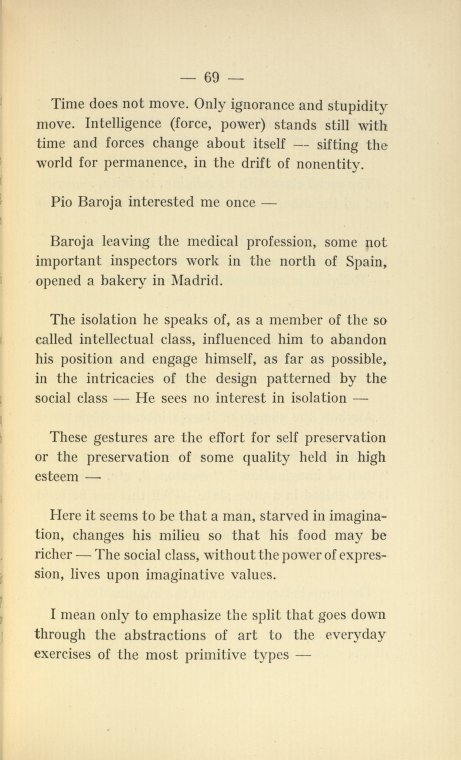 — 69 —
Time does not move. Only ignorance and stupidity
move. Intelligence (force, power) stands still with
time and forces change about itself — sifting the
world for permanence, in the drift of nonentity.
Pio Baroja interested me once —
Baroja leaving the medical profession, some not
important inspectors work in the north of Spain,
opened a bakery in Madrid.
The isolation he speaks of, as a member of the so
called intellectual class, influenced him to abandon
his position and engage himself, as far as possible,
in the intricacies of the design patterned by the
social class — He sees no interest in isolation —
These gestures are the effort for self preservation
or the preservation of some quality held in high
esteem —
Here it seems to be that a man, starved in imagina-
tion, changes his milieu so that his food may be
richer — The social class, without the power of expres-
sion, lives upon imaginative values.
I mean only to emphasize the split that goes down
through the abstractions of art to the everyday
exercises of the most primitive types —